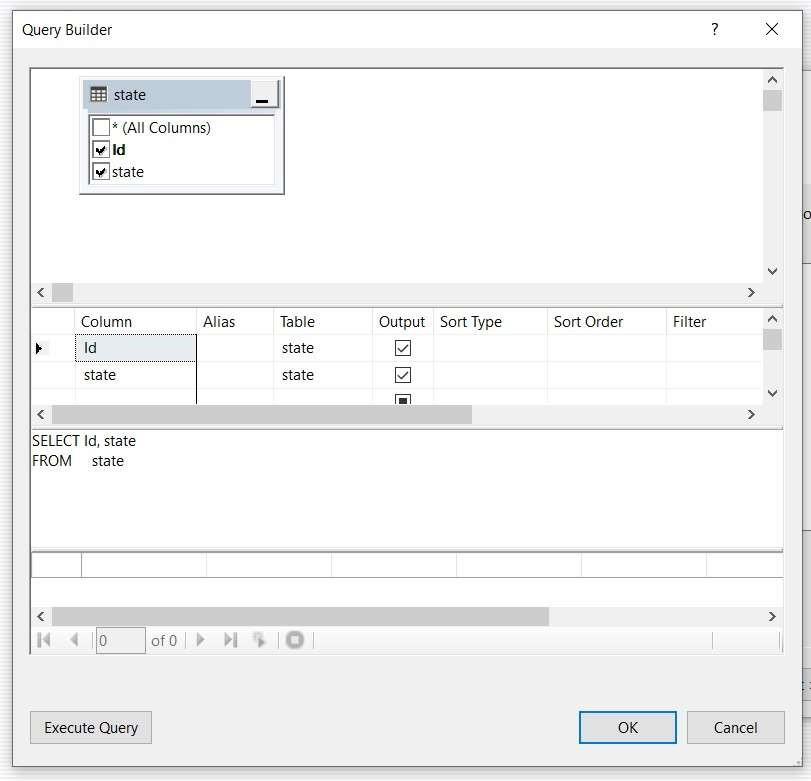 Query Builder ?
state
* (All Columns)
Id
state
Column Alias Table Output Sort Type Sort Order Filter
Id state
state state
SELECT Id, state
FROM state
0 of 0
Execute Query OK Cancel